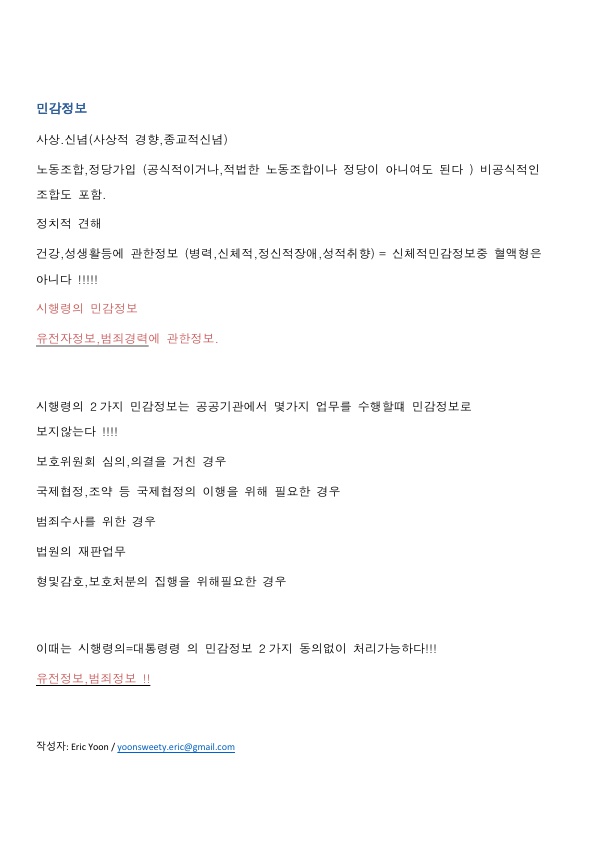 민감정보
사상.신념(사상적 경향,종교적신념)
노동조합,정당가입 (공식적이거나,적법한 노동조합이나 정당이 아니여도 된다 ) 비공식적인
조합도 포함.
정치적 견해
건강,성생활등에 관한정보 (병력,신체적,정신적장애,성적취향) = 신체적민감정보중 혈액형은
아니다 !!!!!
시행령의 민감정보
유전자정보,범죄경력에 관한정보.
시행령의 2가지 민감정보는 공공기관에서 몇가지 업무를 수행할떄 민감정보로
보지않는다 !!!!
보호위원회 심의,의결을 거친 경우
국제협정,조약 등 국제협정의 이행을 위해 필요한 경우
범죄수사를 위한 경우
법원의 재판업무
형및감호,보호처분의 집행을 위해필요한 경우
이때는 시행령의=대통령령 의 민감정보 2가지 동의없이 처리가능하다!!!
유전정보,범죄정보 !!
작성자: Eric Yoon / yoonsweety.eric@gmail.com